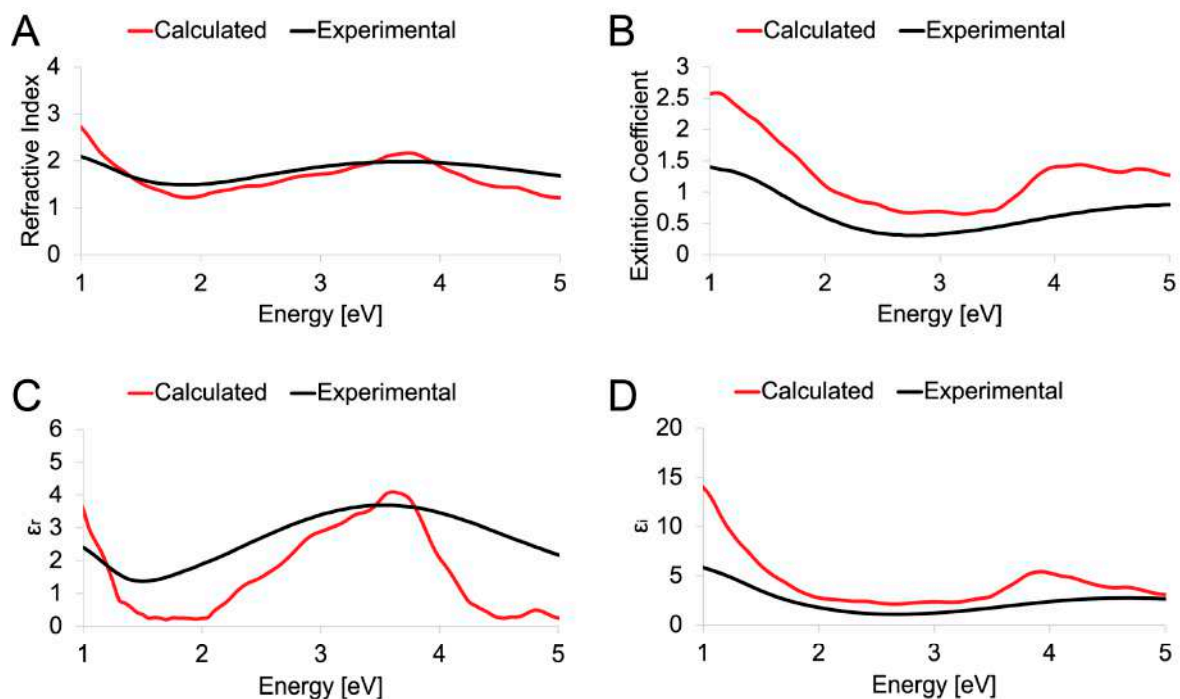 A
Calculated
Experimental
Refractive Index
4
3
2
1
0
1 2 3 4 5
Energy [eV]
B
Calculated
Experimental
Extintion Coefficient
3
2.5
2
1.5
1
0.5
0
1 2 3 4 5
Energy [eV]
C
Calculated
Experimental
εr
6
5
4
3
2
1
0
1 2 3 4 5
Energy [eV]
D
Calculated
Experimental
εi
20
15
10
5
0
1 2 3 4 5
Energy [eV]